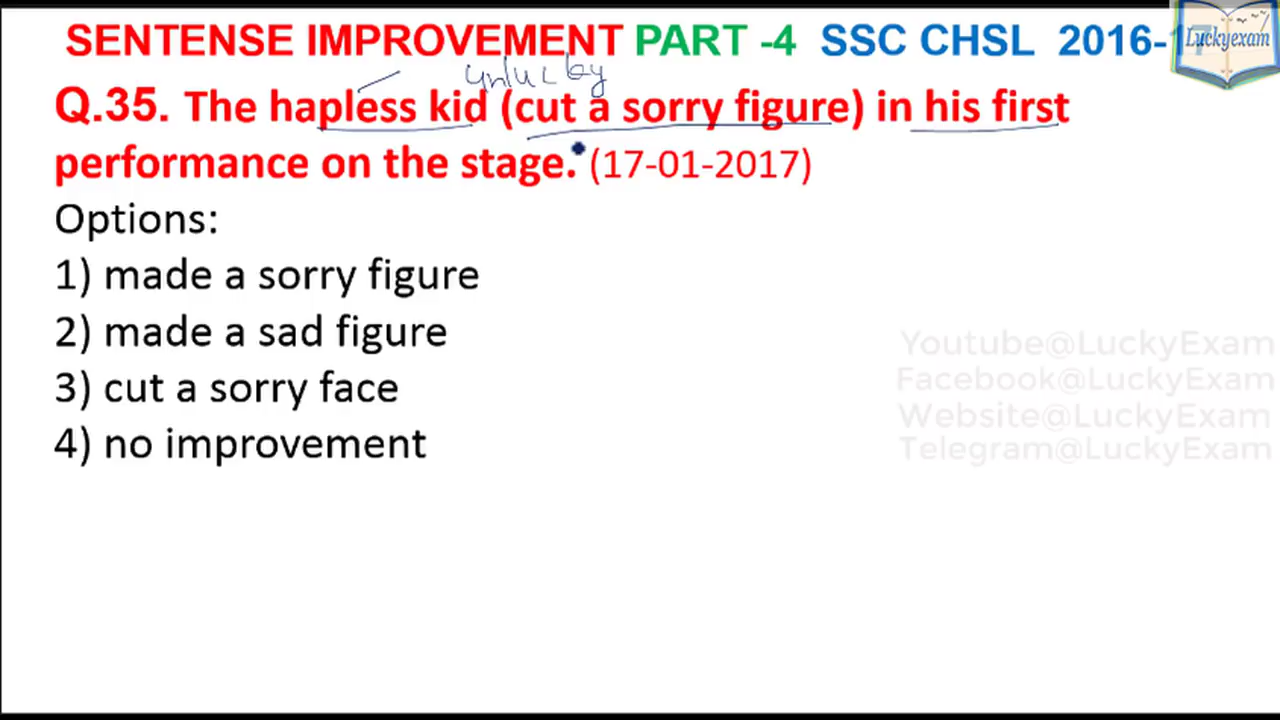 SENTENSE IMPROVEMENT PART -4 SSC CHSL 2016-17
Luckyexam
unlucky
Q.35. The hapless kid (cut a sorry figure) in his first
performance on the stage. (17-01-2017)
Options:
1) made a sorry figure
2) made a sad figure
3) cut a sorry face
4) no improvement
Youtube@LuckyExam
Facebook@LuckyExam
Website@LuckyExam
Telegram@LuckyExam